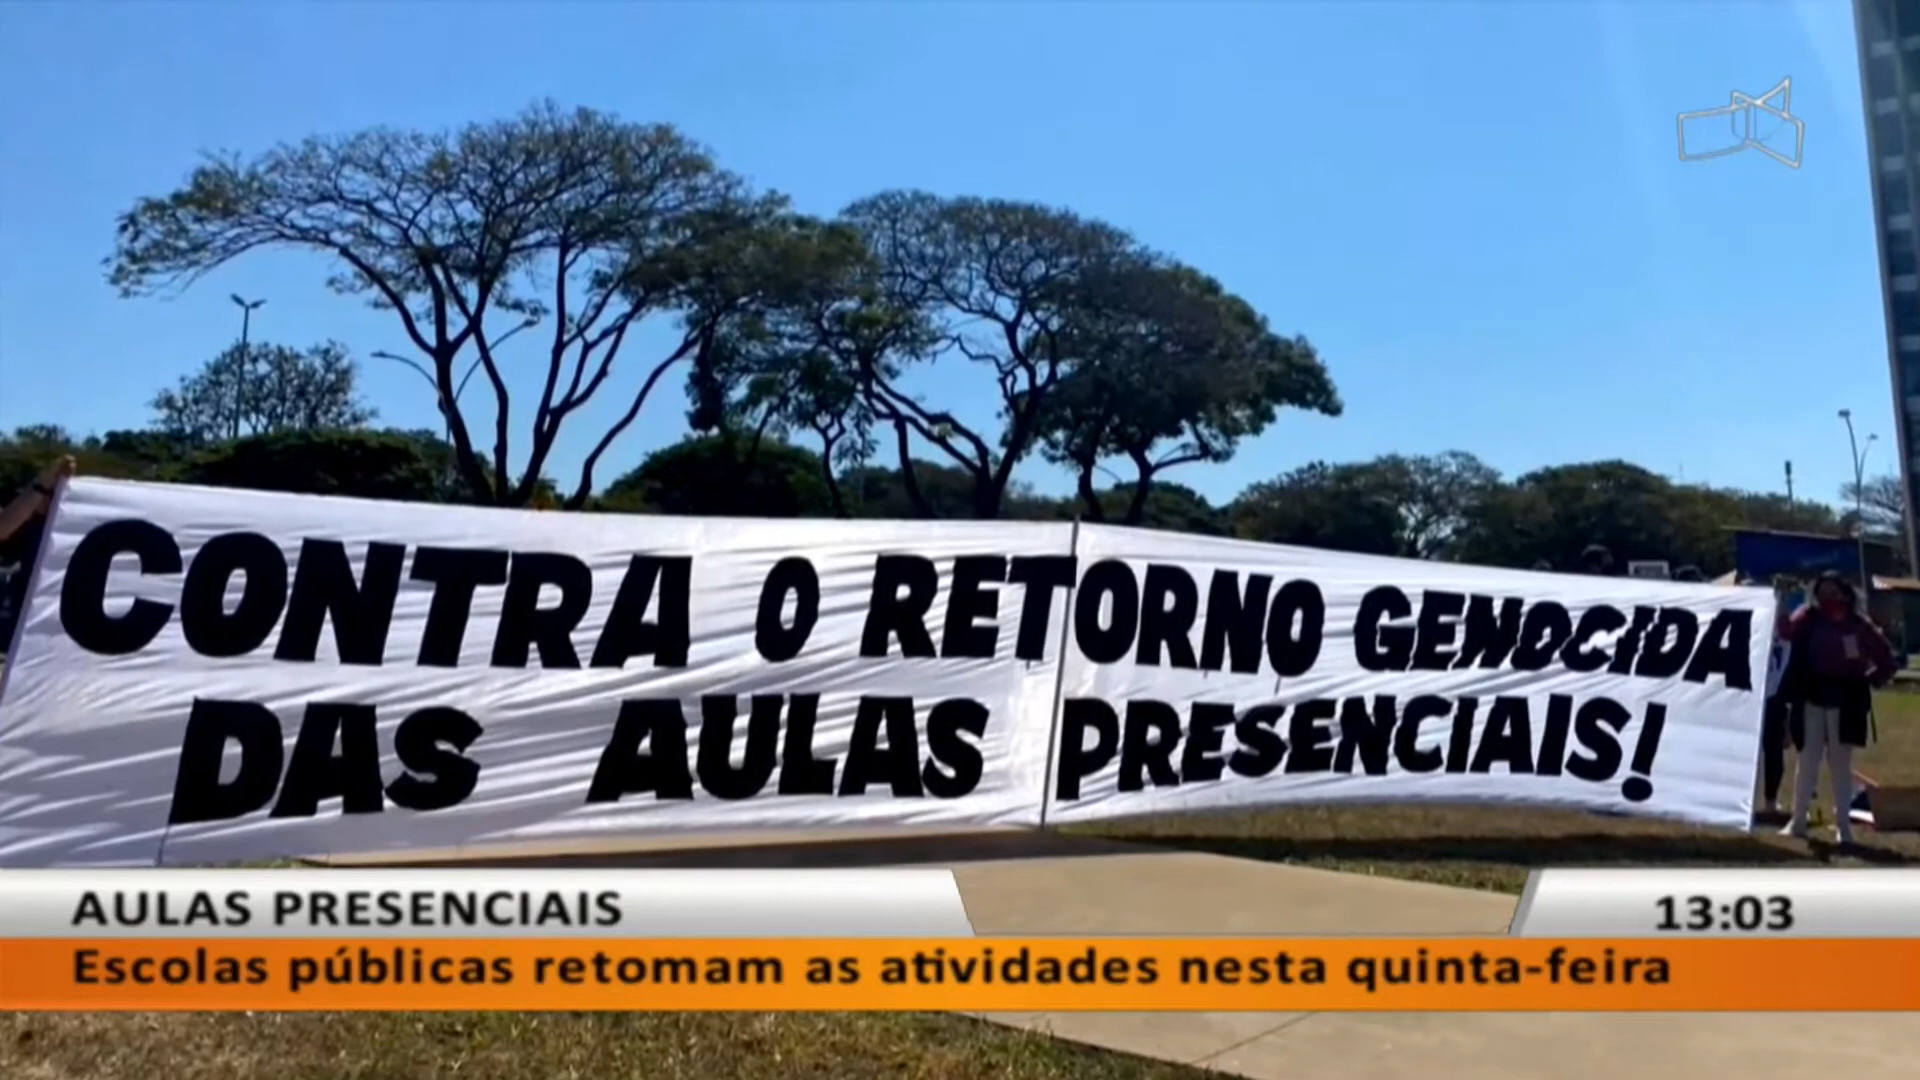 CONTRA O RETORNO GENOCIDA
DAS AULAS PRESENCIAIS!
AULAS PRESENCIAIS
13:03
Escolas públicas retomam as atividades nesta quinta-feira